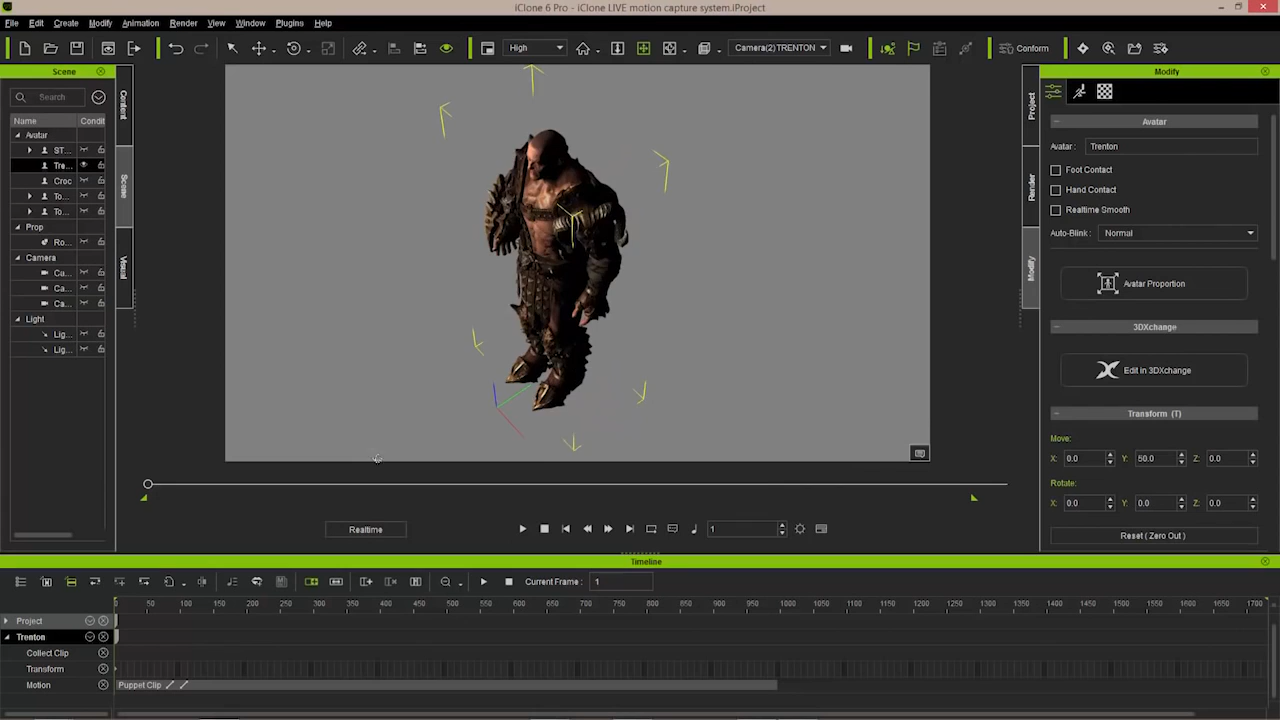 iClone 6 Pro - iClone LIVE motion capture system.iProject
File Edit Create Modify Animation Render View Window Plugins Help
High Camera(2)TRENTON Conform
Scene
Search
Name Condit
Avatar
ST...
Tre...
Croc
To...
To...
Prop
Ro...
Camera
Ca...
Ca...
Ca...
Light
Lig...
Lig...
Content
Scene
Visual
Project
Render
Modify
Modify
Avatar
Avatar : Trenton
Foot Contact
Hand Contact
Realtime Smooth
Auto-Blink: Normal
Avatar Proportion
3DXchange
Edit in 3DXchange
Transform (T)
Move:
X: 0.0 Y: 50.0 Z: 0.0
Rotate:
X: 0.0 Y: 0.0 Z: 0.0
Reset ( Zero Out )
Realtime 1
Timeline
Current Frame : 1
0 50 100 150 200 250 300 350 400 450 500 550 600 650 700 750 800 850 900 950 1000 1050 1100 1150 1200 1250 1300 1350 1400 1450 1500 1550 1600 1650 1700
Project
Trenton
Collect Clip
Transform
Motion Puppet Clip